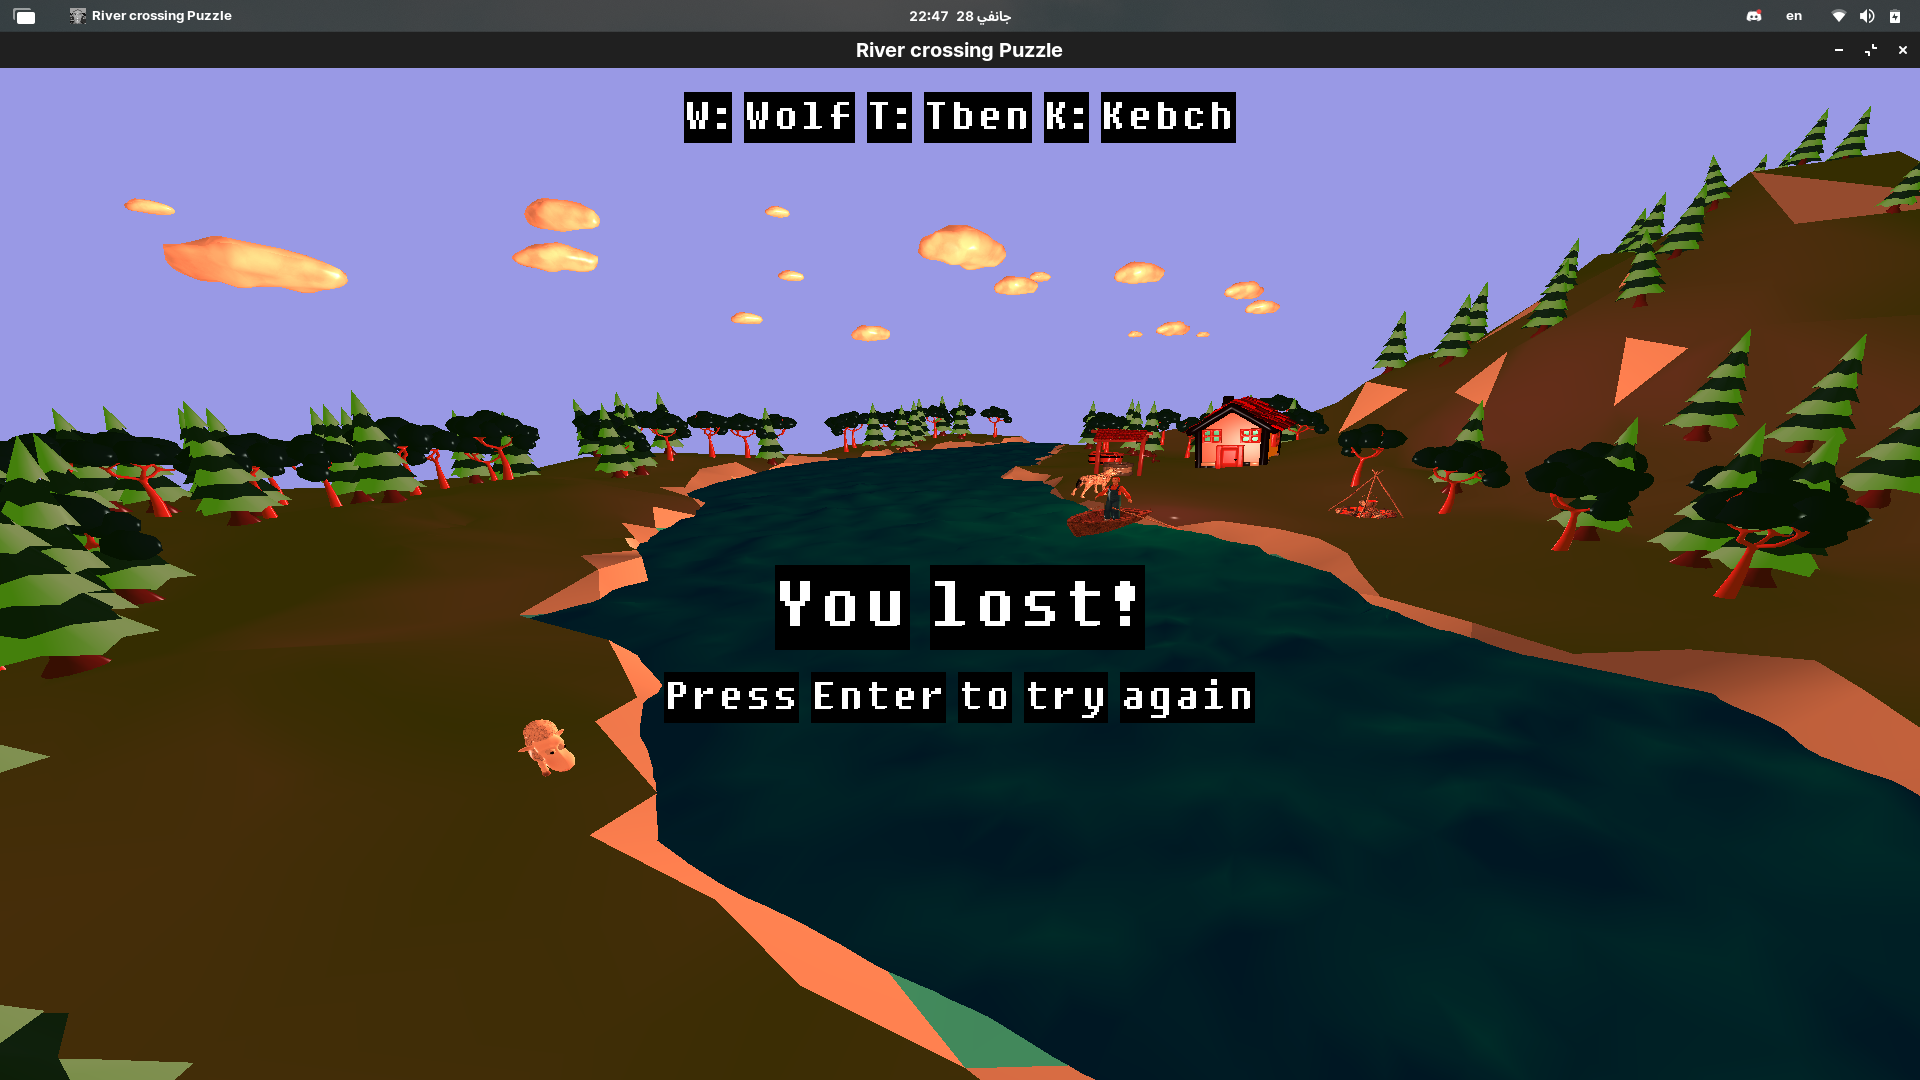 River crossing Puzzle
22:47 28 جانفي
en
River crossing Puzzle
W: Wolf T: Tben K: Kebch
You lost!
Press Enter to try again